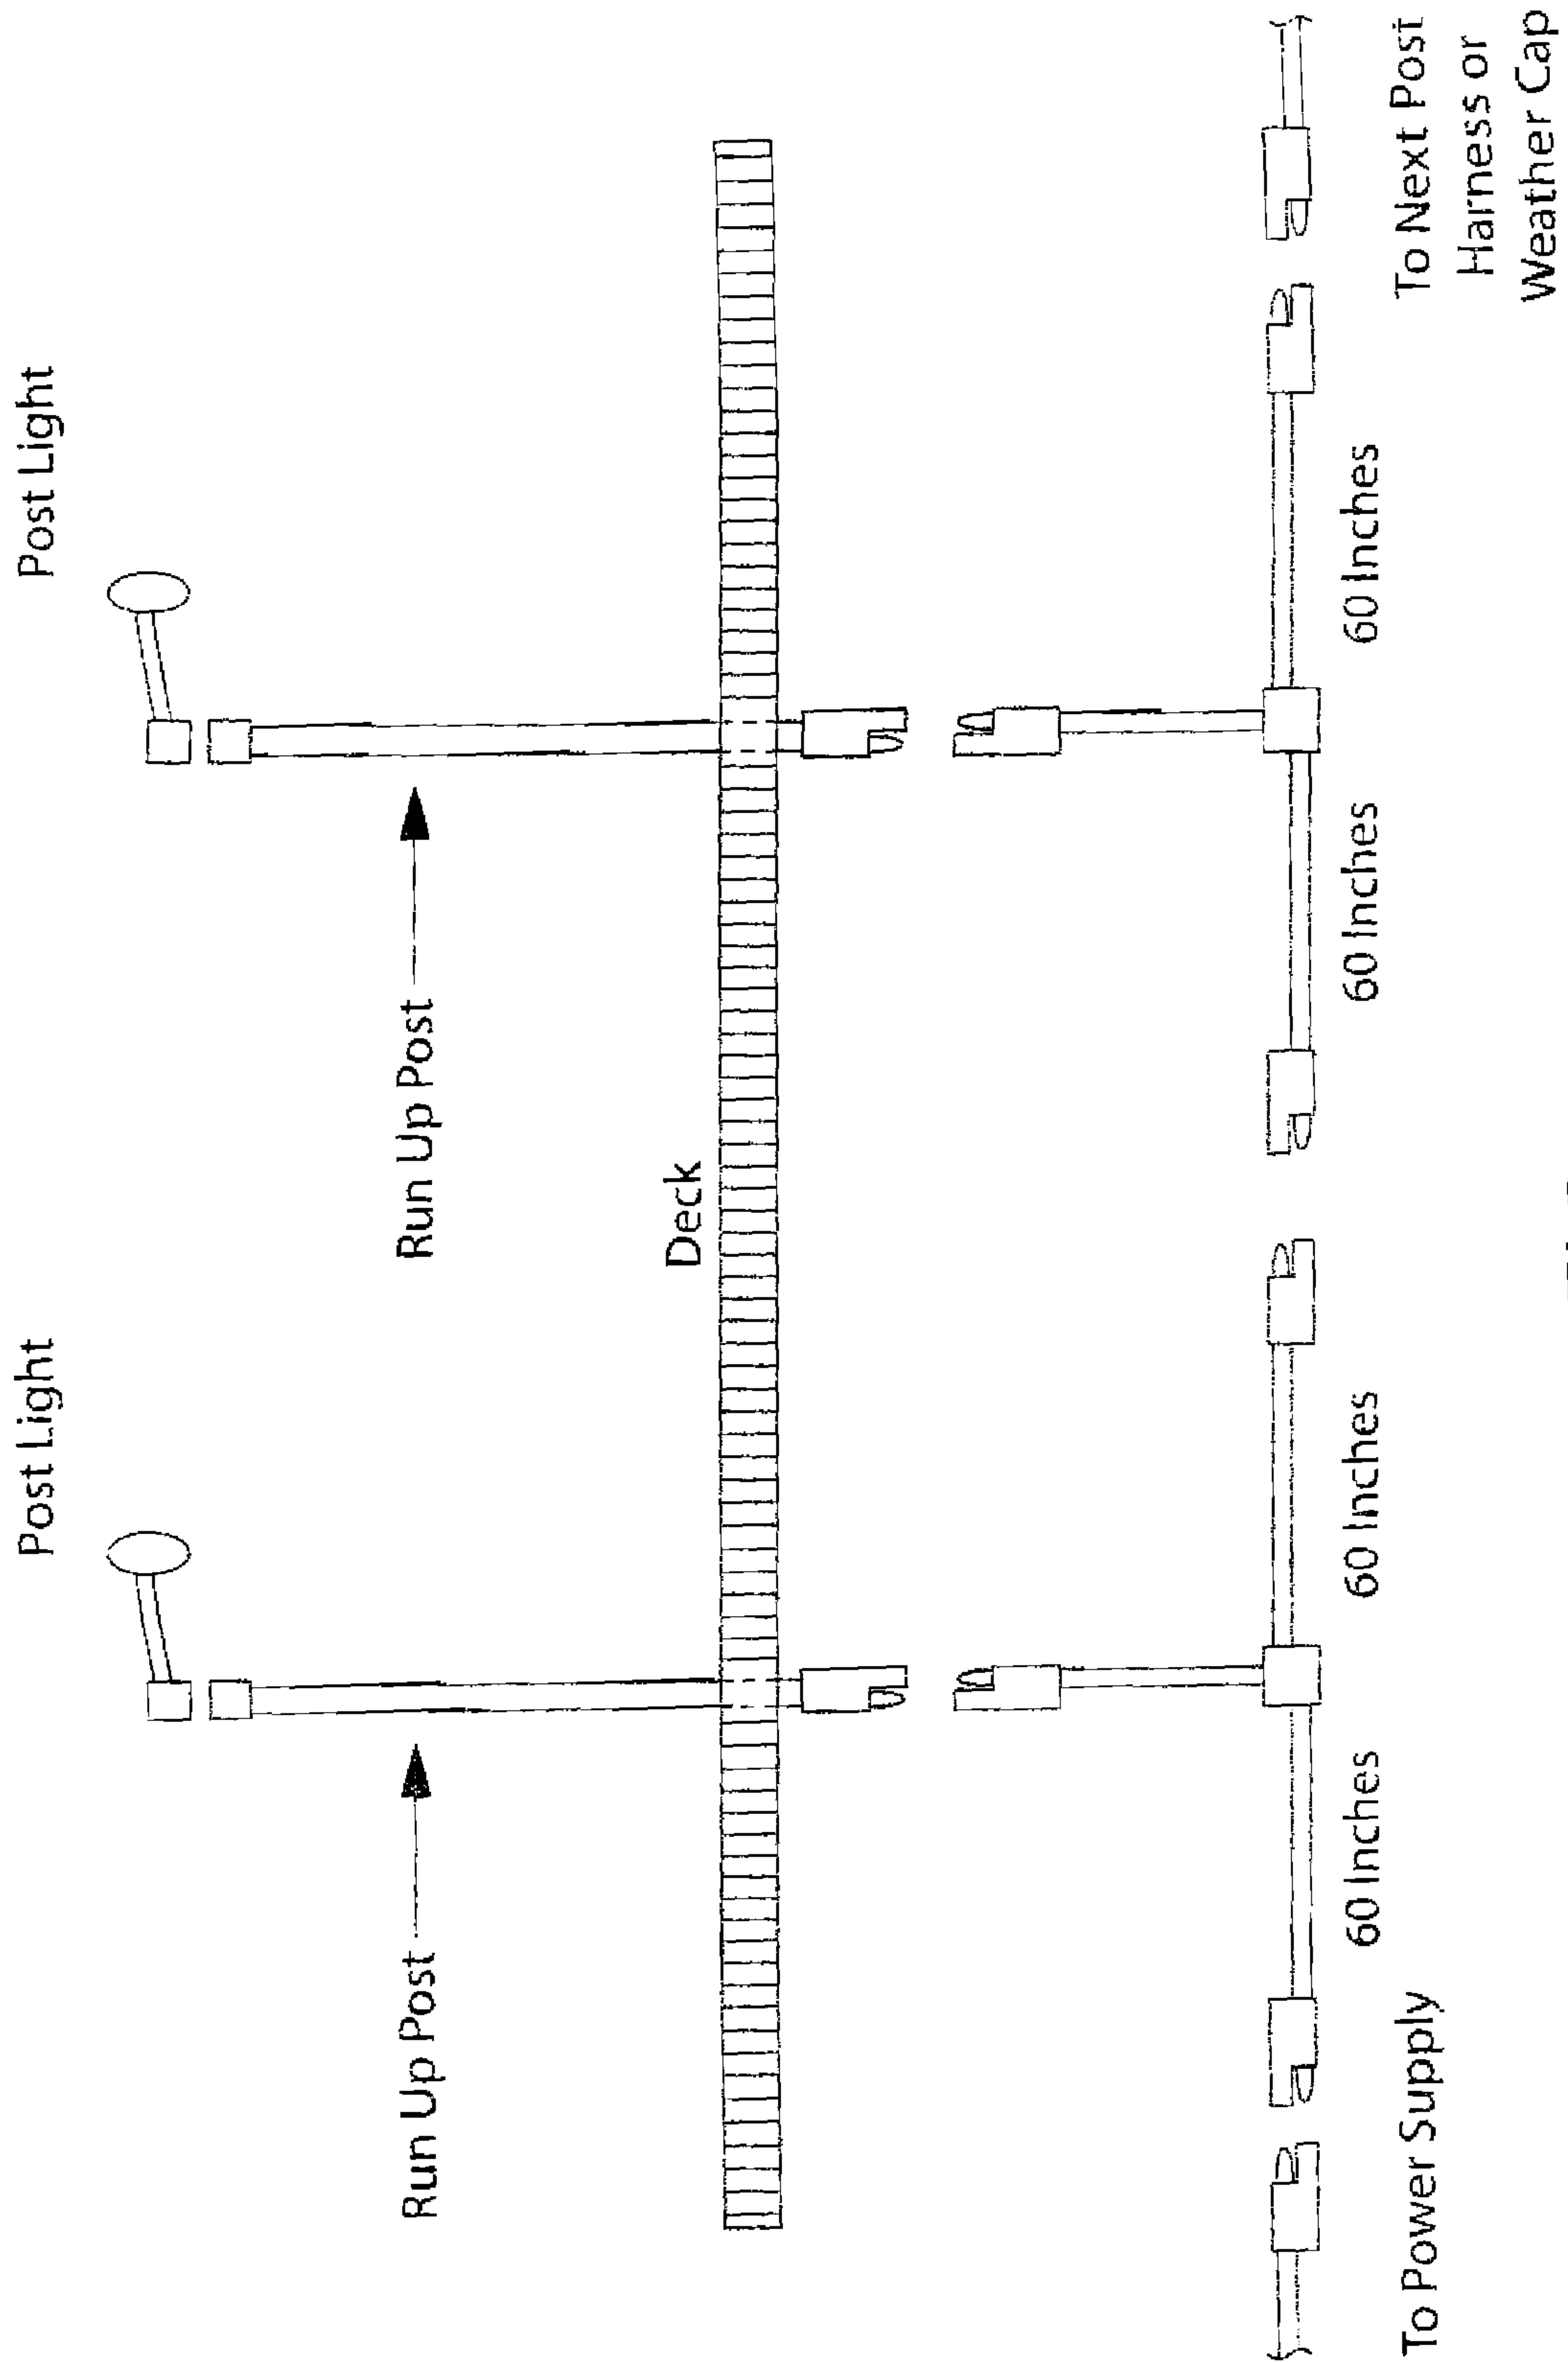 Post Light
Post Light
Run Up Post
Run Up Post
Deck
60 Inches
60 Inches
60 Inches
60 Inches
To Power Supply
To Next Post
Harness or
Weather Cap